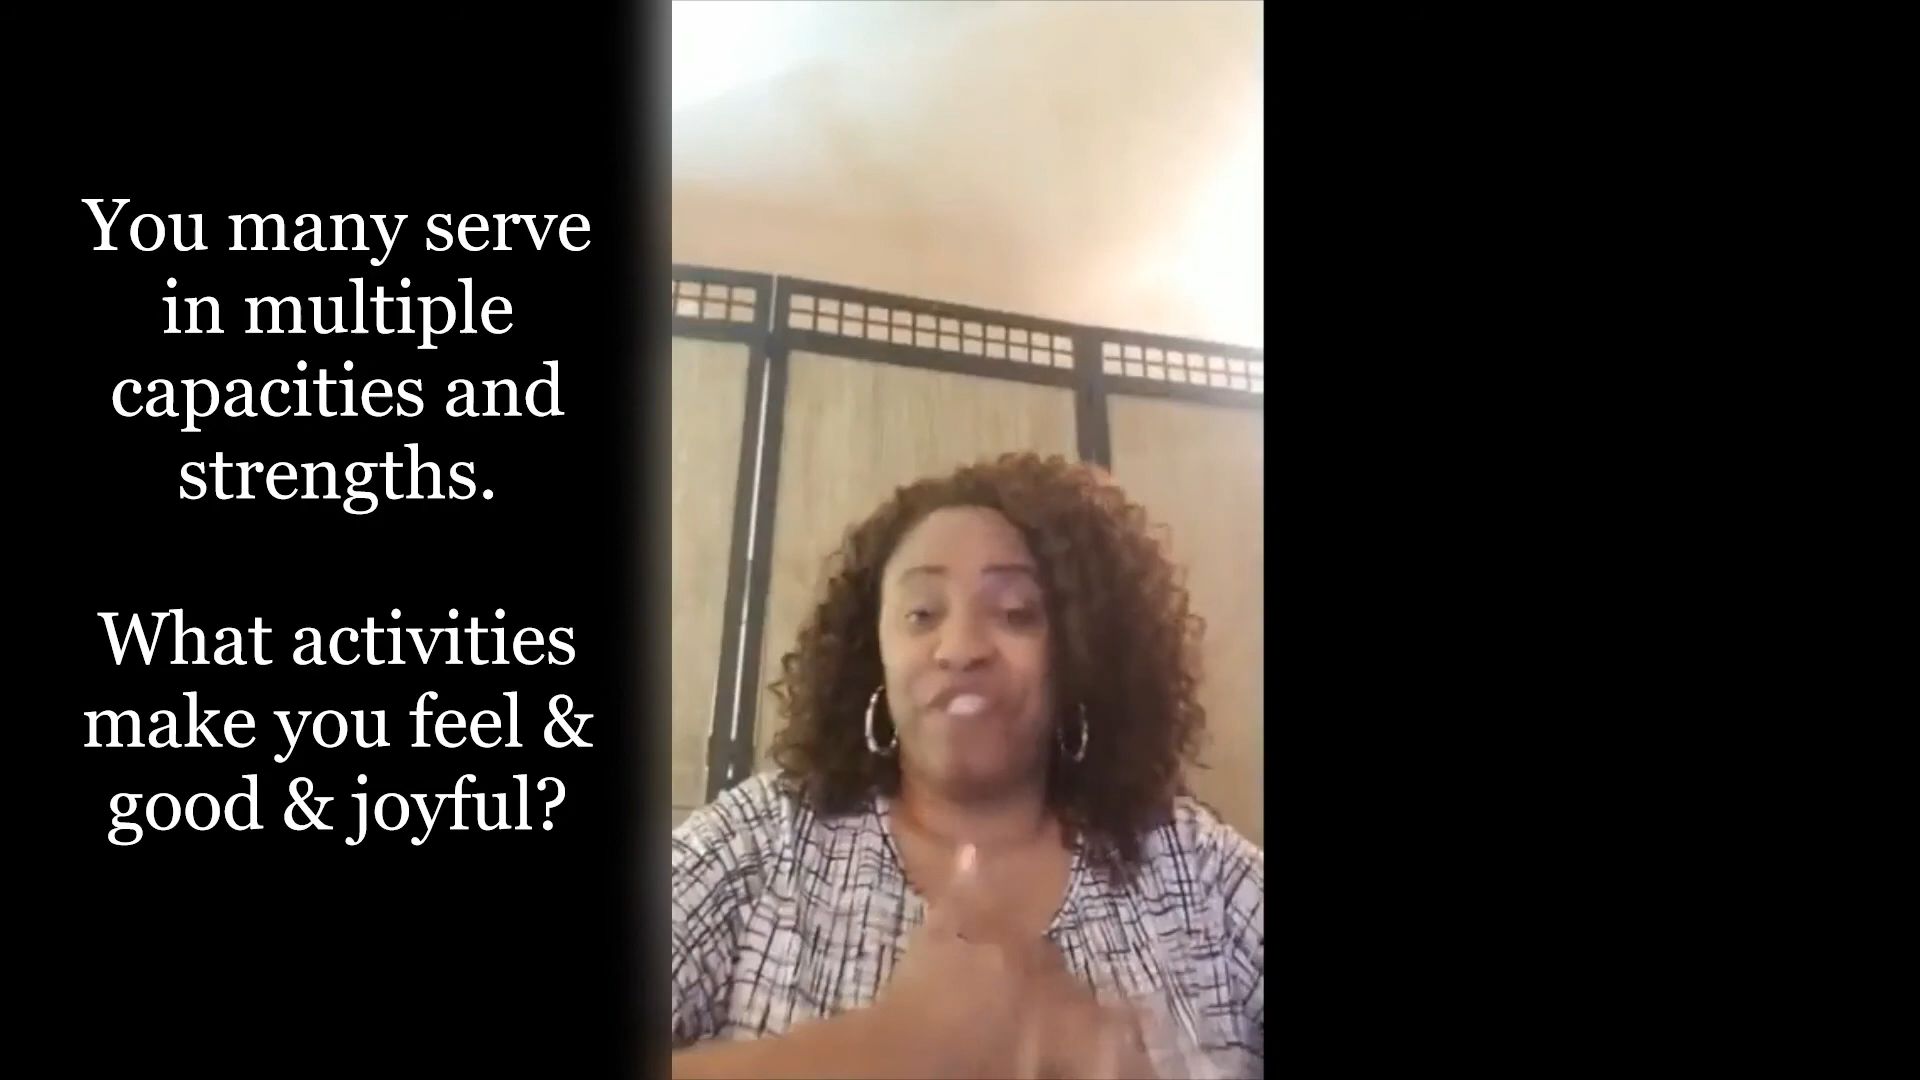 You many serve
in multiple
capacities and
strengths.
What activities
make you feel &
good & joyful?